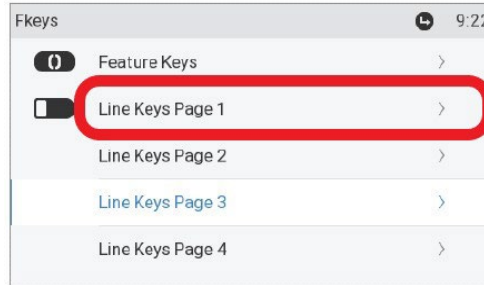 Fkeys 9:22
Feature Keys
Line Keys Page 1
Line Keys Page 2
Line Keys Page 3
Line Keys Page 4